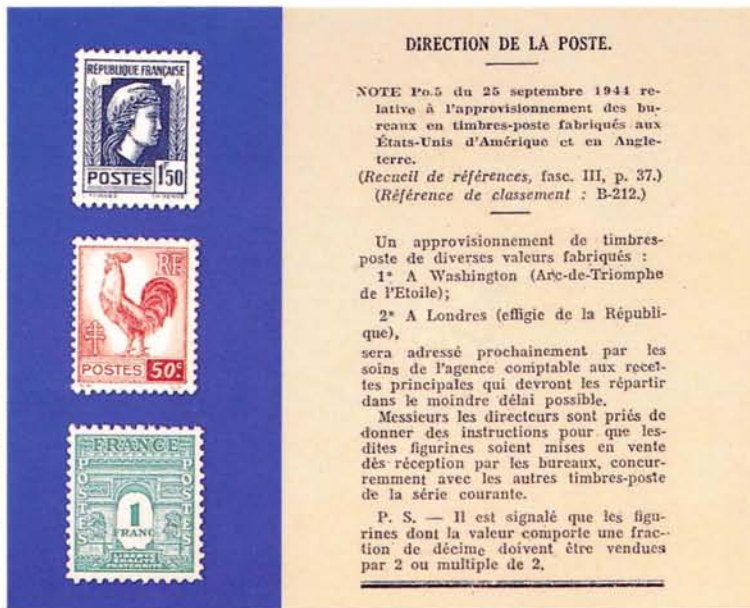 RÉPUBLIQUE FRANÇAISE
POSTES 1F50
RF
POSTES 50c
FRANCE
POSTES
POSTES
1
FRANC
LIBERTÉ
ÉGALITÉ
FRATERNITÉ
DIRECTION DE LA POSTE.
NOTE Po.5 du 25 septembre 1944 re-
lative à l'approvisionnement des bu-
reaux en timbres-poste fabriqués aux
États-Unis d'Amérique et en Angle-
terre.
(Recueil de références, fasc. III, p. 37.)
(Référence de classement : B-212.)
Un approvisionnement de timbres-
poste de diverses valeurs fabriqués :
1° A Washington (Arc-de-Triomphe
de l'Etoile);
2° A Londres (effigie de la Républi-
que),
sera adressé prochainement par les
soins de l'agence comptable aux recet-
tes principales qui devront les répartir
dans le moindre délai possible.
Messieurs les directeurs sont priés de
donner des instructions pour que les-
dites figurines soient mises en vente
dès réception par les bureaux, concur-
remment avec les autres timbres-poste
de la série courante.
P. S. — Il est signalé que les figu-
rines dont la valeur comporte une frac-
tion de décime doivent être vendues
par 2 ou multiple de 2.